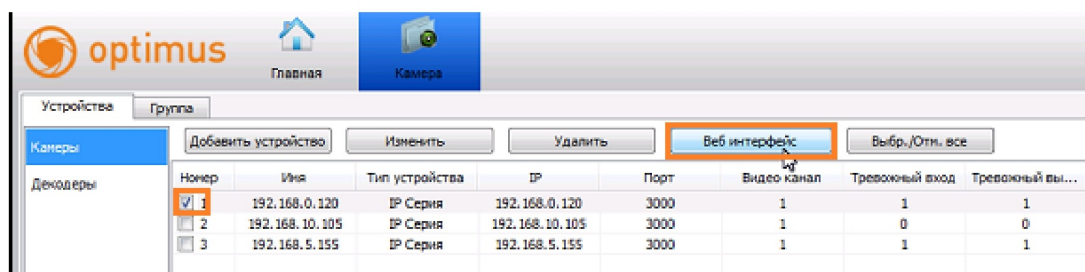 optimus
Главная
Камера
Устройства Группа
Камеры
Декодеры
Добавить устройство Изменить Удалить Веб интерфейс Выбр./Отм. все
Номер Имя Тип устройства IP Порт Видео канал Тревожный вход Тревожный вы...
1 192.168.0.120 IP Серия 192.168.0.120 3000 1 1 1
2 192.168.10.105 IP Серия 192.168.10.105 3000 1 0 0
3 192.168.5.155 IP Серия 192.168.5.155 3000 1 1 1